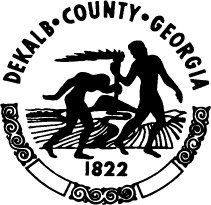 DEKALB • COUNTY • GEORGIA
1822